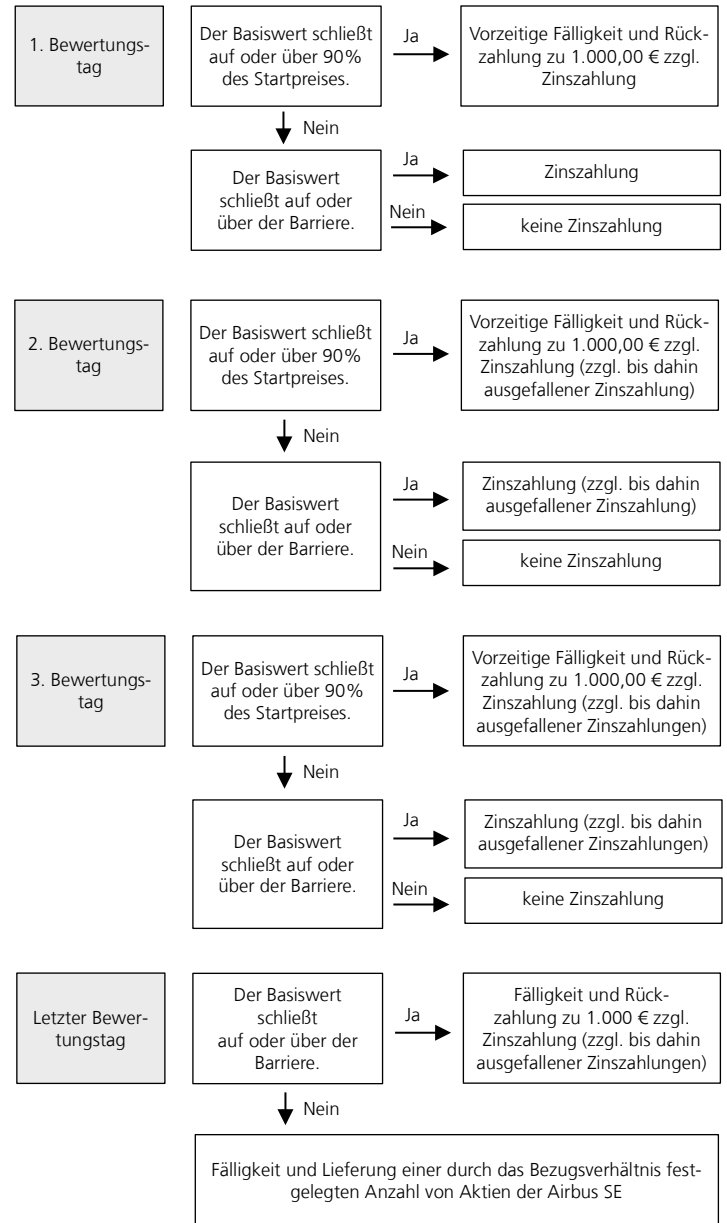 1. Bewertungs-
tag
Der Basiswert schließt
auf oder über 90%
des Startpreises.
Ja
Vorzeitige Fälligkeit und Rück-
zahlung zu 1.000,00 € zzgl.
Zinszahlung
Nein
Der Basiswert
schließt auf oder
über der Barriere.
Ja
Zinszahlung
Nein
keine Zinszahlung
2. Bewertungs-
tag
Der Basiswert schließt
auf oder über 90%
des Startpreises.
Ja
Vorzeitige Fälligkeit und Rück-
zahlung zu 1.000,00 € zzgl.
Zinszahlung (zzgl. bis dahin
ausgefallener Zinszahlung)
Nein
Der Basiswert
schließt auf oder
über der Barriere.
Ja
Zinszahlung (zzgl. bis dahin
ausgefallener Zinszahlung)
Nein
keine Zinszahlung
3. Bewertungs-
tag
Der Basiswert schließt
auf oder über 90%
des Startpreises.
Ja
Vorzeitige Fälligkeit und Rück-
zahlung zu 1.000,00 € zzgl.
Zinszahlung (zzgl. bis dahin
ausgefallener Zinszahlungen)
Nein
Der Basiswert
schließt auf oder
über der Barriere.
Ja
Zinszahlung (zzgl. bis dahin
ausgefallener Zinszahlungen)
Nein
keine Zinszahlung
Letzter Bewer-
tungstag
Der Basiswert
schließt
auf oder über der
Barriere.
Ja
Fälligkeit und Rück-
zahlung zu 1.000 € zzgl.
Zinszahlung (zzgl. bis dahin
ausgefallener Zinszahlungen)
Nein
Fälligkeit und Lieferung einer durch das Bezugsverhältnis fest-
gelegten Anzahl von Aktien der Airbus SE